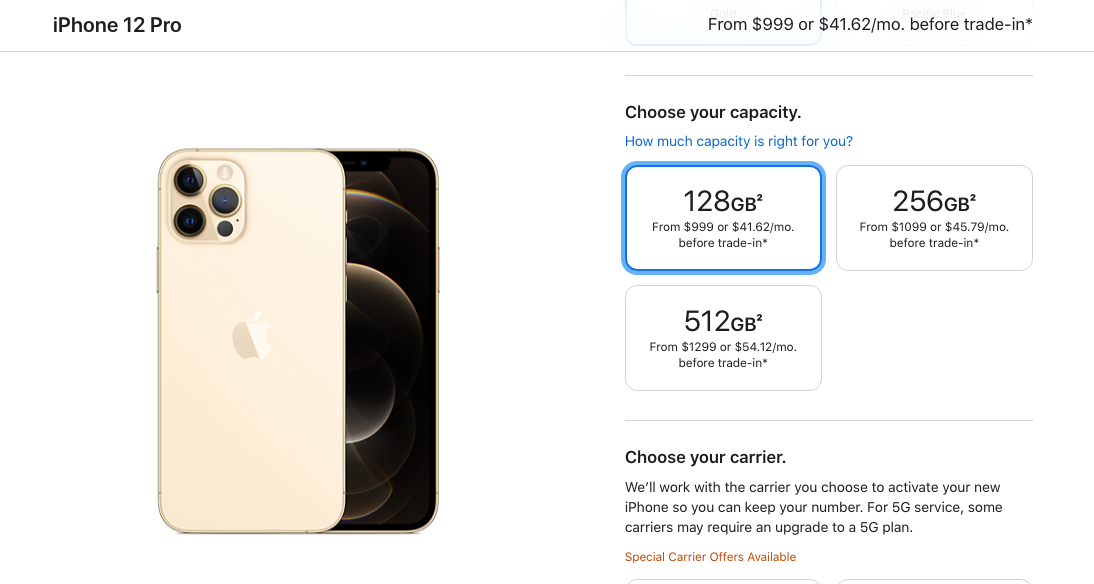 iPhone 12 Pro
From $999 or $41.62/mo. before trade-in*
Gold
Pacific Blue
Choose your capacity.
How much capacity is right for you?
128GB²
From $999 or $41.62/mo.
before trade-in*
256GB²
From $1099 or $45.79/mo.
before trade-in*
512GB²
From $1299 or $54.12/mo.
before trade-in*
Choose your carrier.
We’ll work with the carrier you choose to activate your new
iPhone so you can keep your number. For 5G service, some
carriers may require an upgrade to a 5G plan.
Special Carrier Offers Available